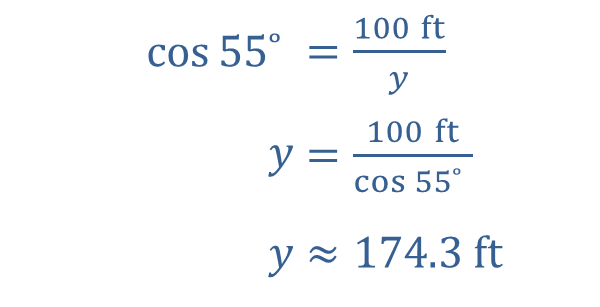 cos 55° = 100 ft / y
y = 100 ft / cos 55°
y ≈ 174.3 ft